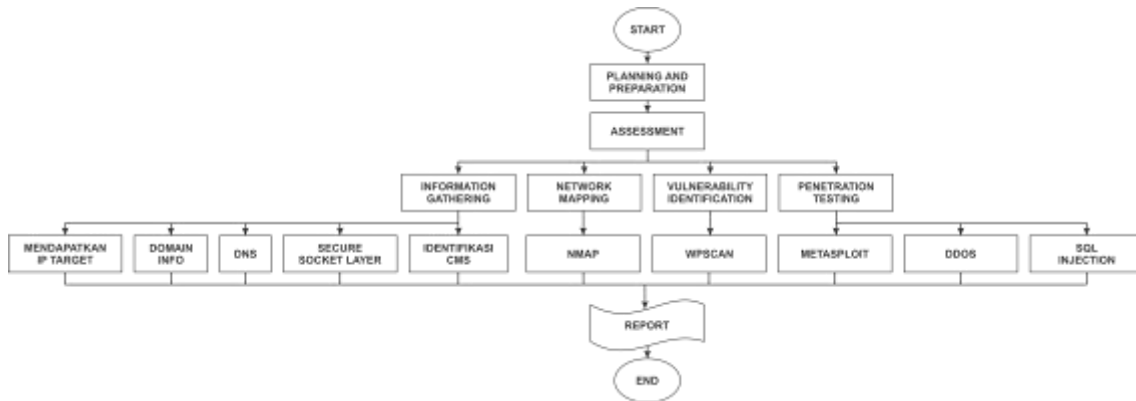 START
PLANNING AND
PREPARATION
ASSESSMENT
INFORMATION
GATHERING
NETWORK
MAPPING
VULNERABILITY
IDENTIFICATION
PENETRATION
TESTING
MENDAPATKAN
IP TARGET
DOMAIN
INFO
DNS
SECURE
SOCKET LAYER
IDENTIFIKASI
CMS
NMAP
WPSCAN
METASPLOIT
DDOS
SQL
INJECTION
REPORT
END